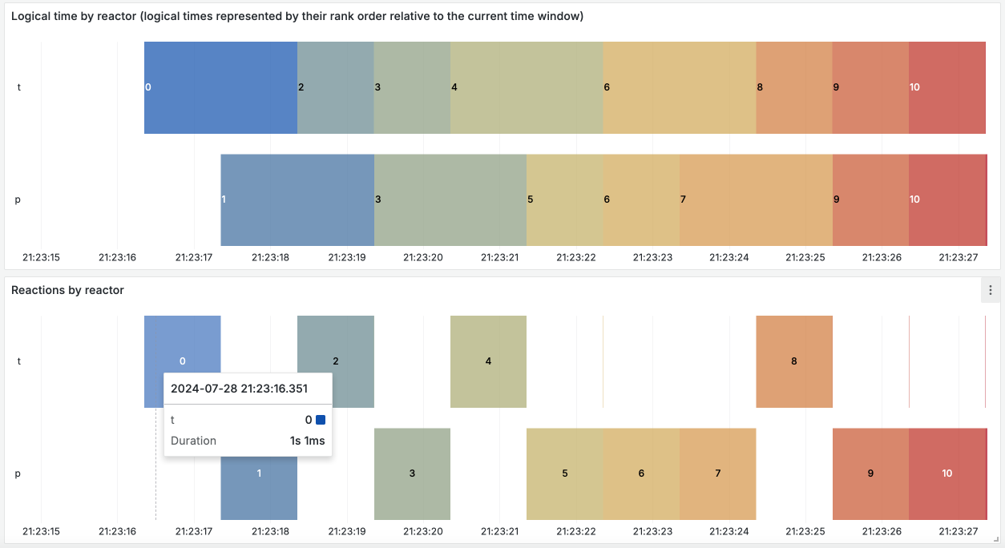 Logical time by reactor (logical times represented by their rank order relative to the current time window)
t
0 2 3 4 6 8 9 10
p
1 3 5 6 7 9 10
21:23:15 21:23:16 21:23:17 21:23:18 21:23:19 21:23:20 21:23:21 21:23:22 21:23:23 21:23:24 21:23:25 21:23:26 21:23:27
Reactions by reactor
t
0 2 4 8
2024-07-28 21:23:16.351
t 0
Duration 1s 1ms
p
1 3 5 6 7 9 10
21:23:15 21:23:16 21:23:17 21:23:18 21:23:19 21:23:20 21:23:21 21:23:22 21:23:23 21:23:24 21:23:25 21:23:26 21:23:27